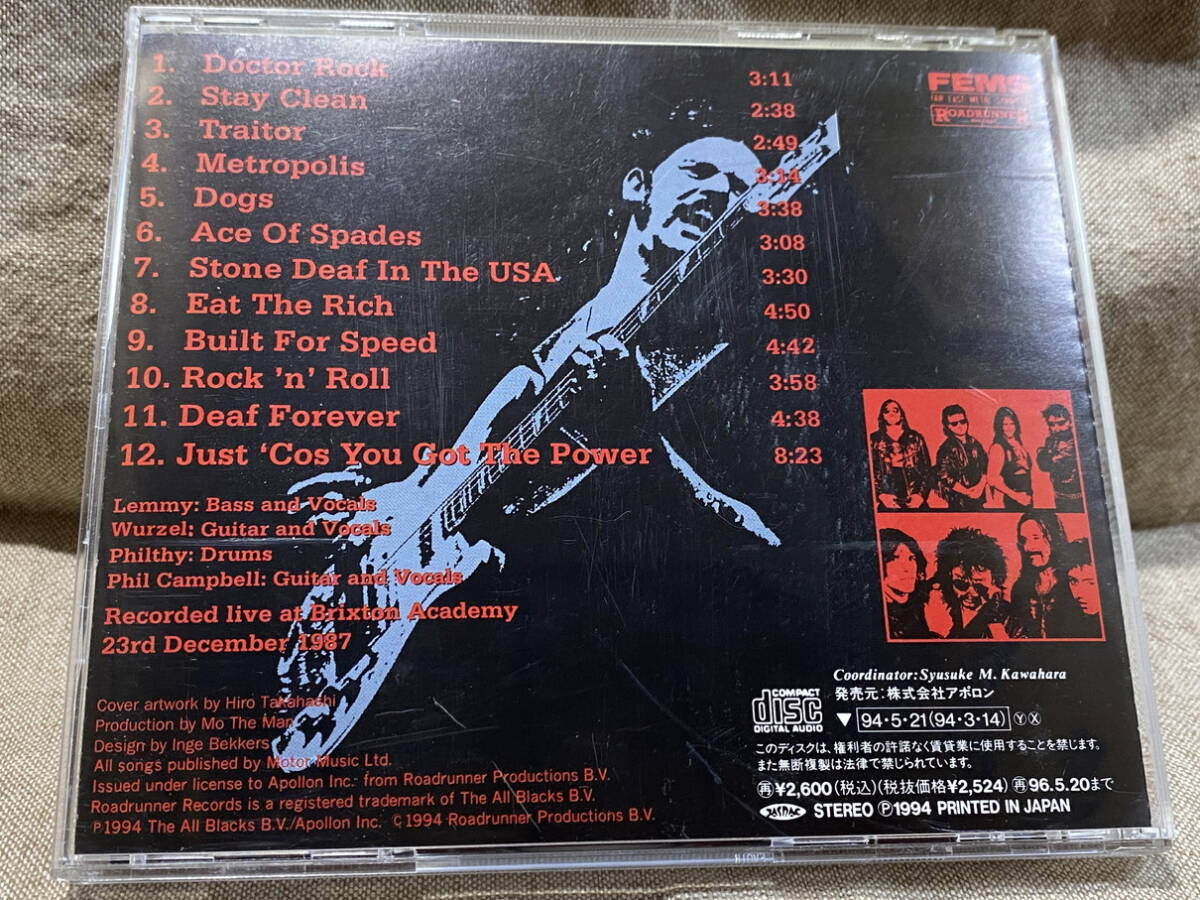 1. Doctor Rock 3:11
2. Stay Clean 2:38
3. Traitor 2:49
4. Metropolis 3:14
5. Dogs 3:38
6. Ace Of Spades 3:08
7. Stone Deaf In The USA 3:30
8. Eat The Rich 4:50
9. Built For Speed 4:42
10. Rock 'n' Roll 3:58
11. Deaf Forever 4:38
12. Just 'Cos You Got The Power 8:23
FEMS
FAR EAST METAL SYNDICATE
ROADRUNNER
Lemmy: Bass and Vocals
Wurzel: Guitar and Vocals
Philthy: Drums
Phil Campbell: Guitar and Vocals
Recorded live at Brixton Academy
23rd December 1987
Cover artwork by Hiro Takahashi
Production by Mo The Man
Design by Inge Bekkers
All songs published by Motor Music Ltd.
Issued under license to Apollon Inc. from Roadrunner Productions B.V.
Roadrunner Records is a registered trademark of The All Blacks B.V.
℗1994 The All Blacks B.V./Apollon Inc. ©1994 Roadrunner Productions B.V.
Coordinator:Syusuke M. Kawahara
COMPACT
disc
DIGITAL AUDIO
発売元:株式会社アポロン
▼ 94・5・21(94・3・14) Ⓨ Ⓧ
このディスクは、権利者の許諾なく賃貸業に使用することを禁じます。
また無断複製は法律で禁じられています。
㊢¥2,600(税込)(税抜価格¥2,524)㊢96.5.20まで
JASRAC STEREO ℗1994 PRINTED IN JAPAN